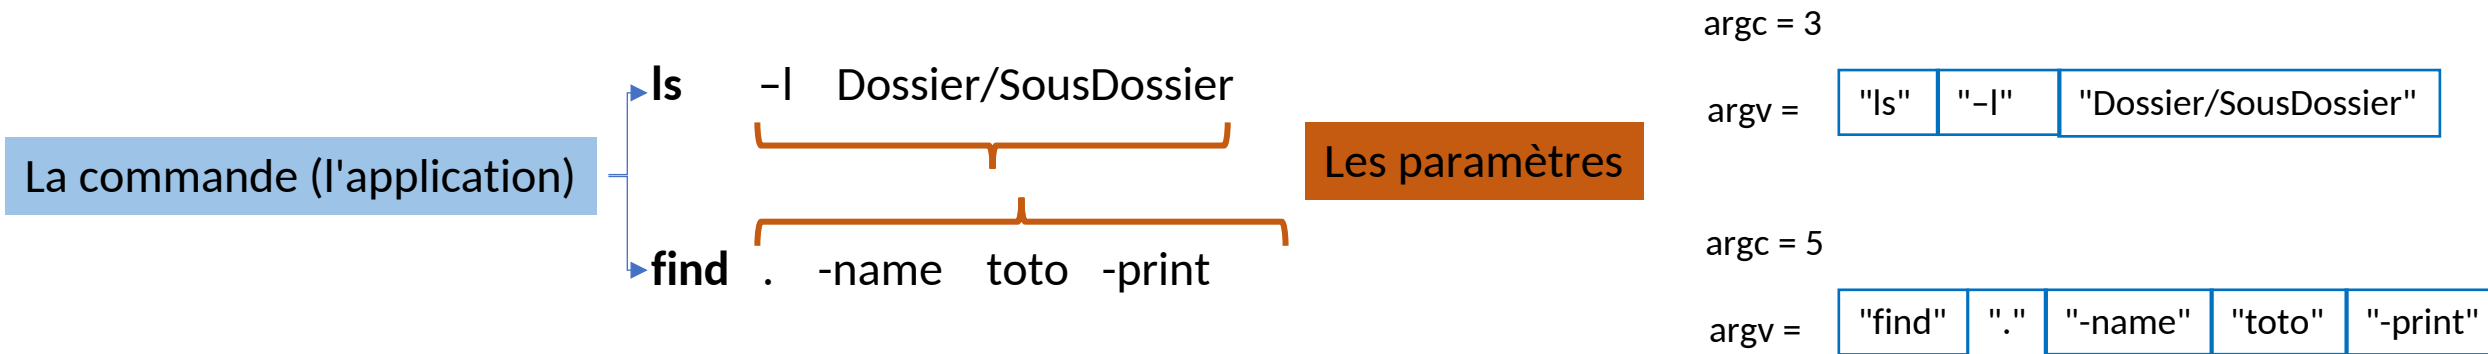 La commande (l'application)
ls –l Dossier/SousDossier
find . -name toto -print
Les paramètres
argc = 3
argv = "ls" "–l" "Dossier/SousDossier"
argc = 5
argv = "find" "." "-name" "toto" "-print"